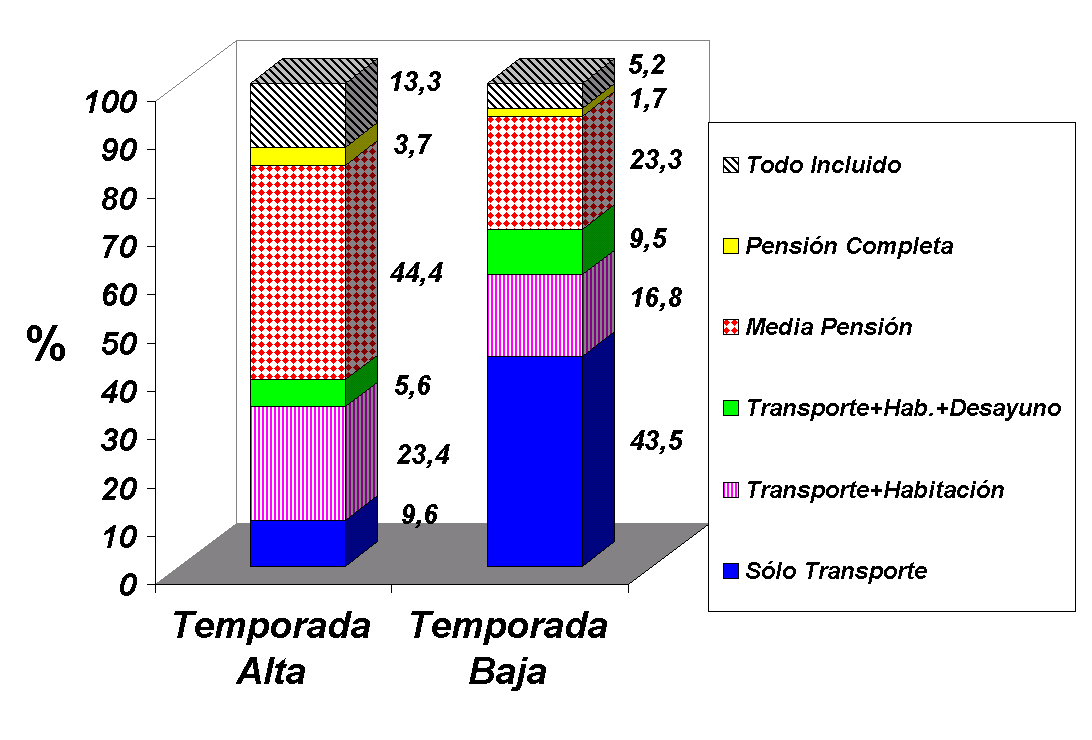 %
100
90
80
70
60
50
40
30
20
10
0
13,3
3,7
44,4
5,6
23,4
9,6
5,2
1,7
23,3
9,5
16,8
43,5
Temporada
Alta
Temporada
Baja
Todo Incluido
Pensión Completa
Media Pensión
Transporte+Hab.+Desayuno
Transporte+Habitación
Sólo Transporte